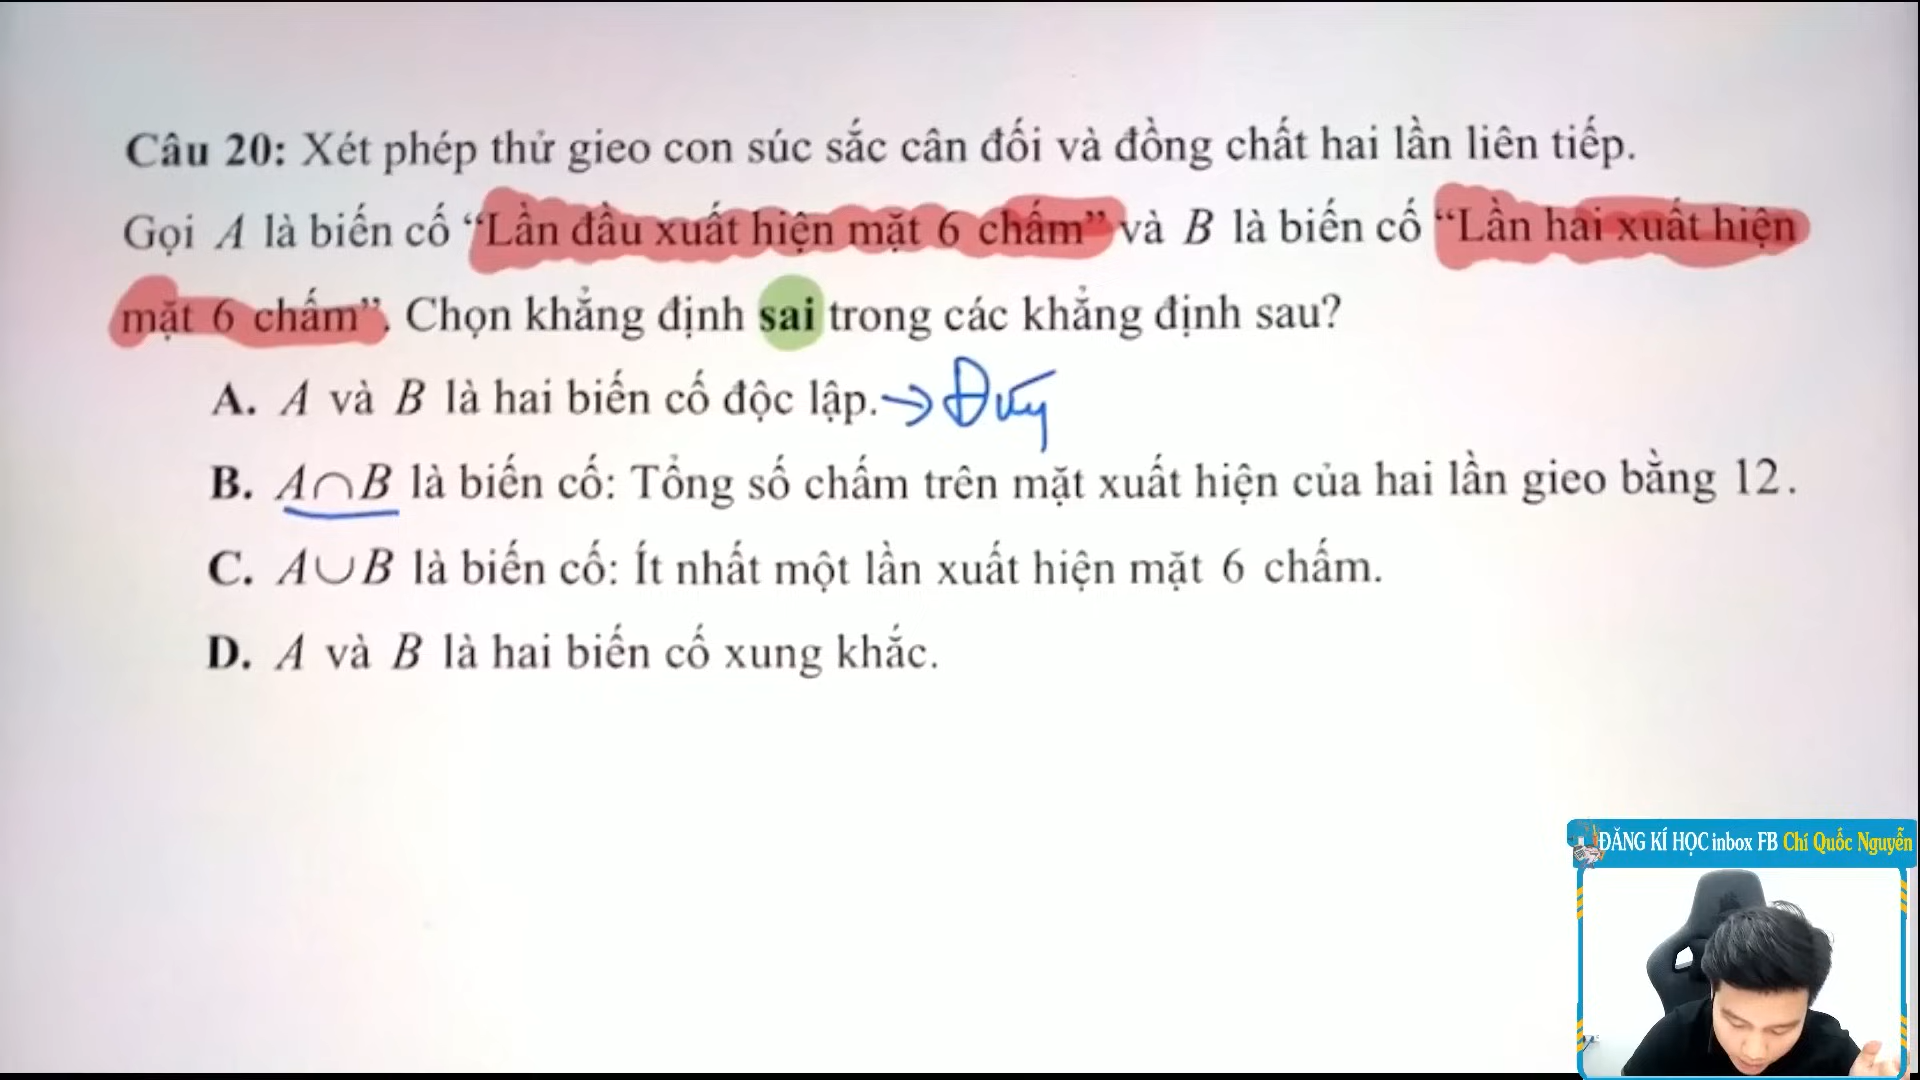 Câu 20: Xét phép thử gieo con súc sắc cân đối và đồng chất hai lần liên tiếp.
Gọi A là biến cố “Lần đầu xuất hiện mặt 6 chấm” và B là biến cố “Lần hai xuất hiện
mặt 6 chấm”. Chọn khẳng định sai trong các khẳng định sau?
A. A và B là hai biến cố độc lập. → Đúng
B. A∩B là biến cố: Tổng số chấm trên mặt xuất hiện của hai lần gieo bằng 12.
C. A∪B là biến cố: Ít nhất một lần xuất hiện mặt 6 chấm.
D. A và B là hai biến cố xung khắc.
ĐĂNG KÍ HỌC inbox FB Chí Quốc Nguyễn